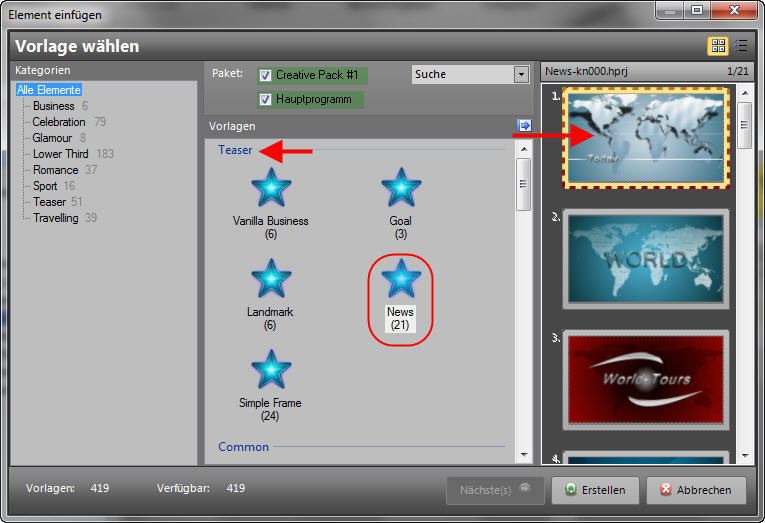 Element einfügen
Vorlage wählen
Kategorien
Alle Elemente
Business 6
Celebration 79
Glamour 8
Lower Third 183
Romance 37
Sport 16
Teaser 51
Travelling 39
Paket:
Creative Pack #1
Hauptprogramm
Suche
Vorlagen
Teaser
Vanilla Business
(6)
Goal
(3)
Landmark
(6)
News
(21)
Simple Frame
(24)
Common
News-kn000.hprj 1/21
1.
Today
2.
WORLD
3.
World-Tours
4.
Vorlagen: 419 Verfügbar: 419
Nächste(s)
Erstellen
Abbrechen